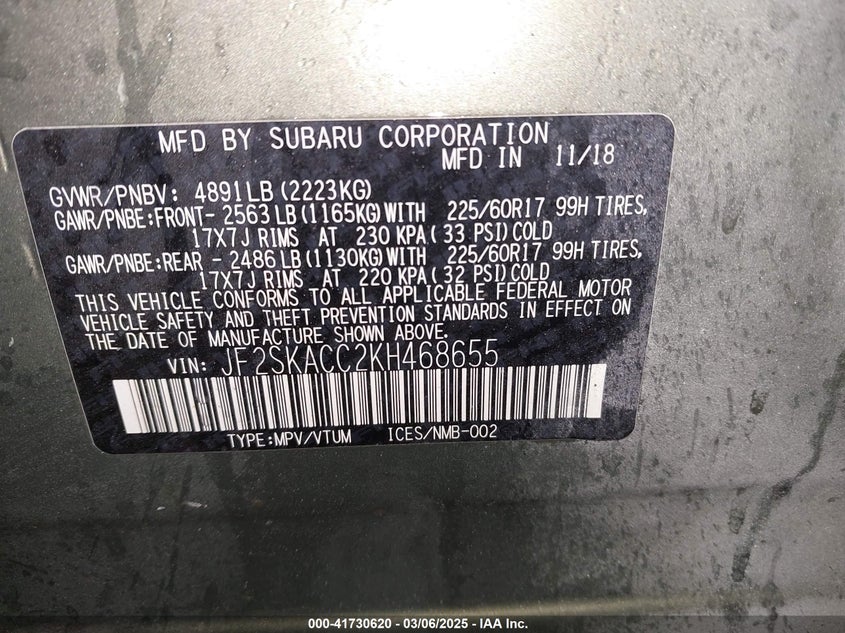 MFD BY SUBARU CORPORATION
MFD IN 11/18
GVWR/PNBV: 4891LB (2223KG)
GAWR/PNBE:FRONT- 2563 LB (1165KG) WITH 225/60R17 99H TIRES,
17X7J RIMS AT 230 KPA( 33 PSI) COLD
GAWR/PNBE:REAR - 2486 LB (1130KG) WITH 225/60R17 99H TIRES,
17X7J RIMS AT 220 KPA( 32 PSI) COLD
THIS VEHICLE CONFORMS TO ALL APPLICABLE FEDERAL MOTOR
VEHICLE SAFETY AND THEFT PREVENTION STANDARDS IN EFFECT ON
THE DATE OF MANUFACTURE SHOWN ABOVE.
VIN: JF2SKACC2KH468655
TYPE:MPV/VTUM ICES/NMB-002
000-41730620 - 03/06/2025 - IAA Inc.